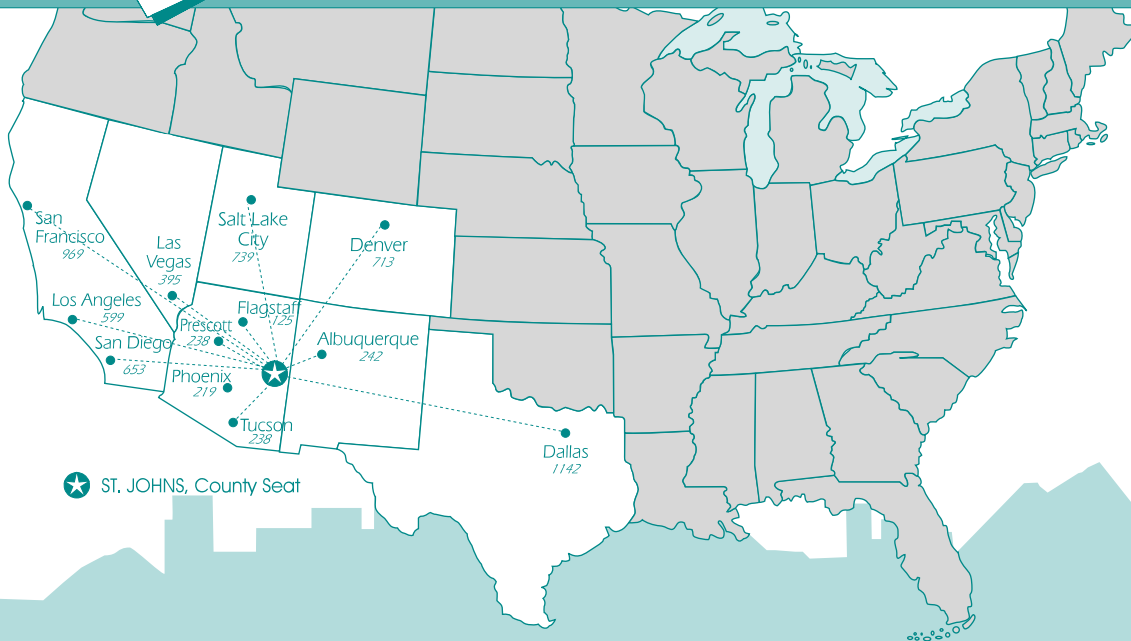 San
Francisco
969
Las
Vegas
395
Salt Lake
City
739
Denver
713
Los Angeles
599
San Diego
653
Prescott
238
Flagstaff
125
Albuquerque
242
Phoenix
219
Tucson
238
Dallas
1142
ST. JOHNS, County Seat